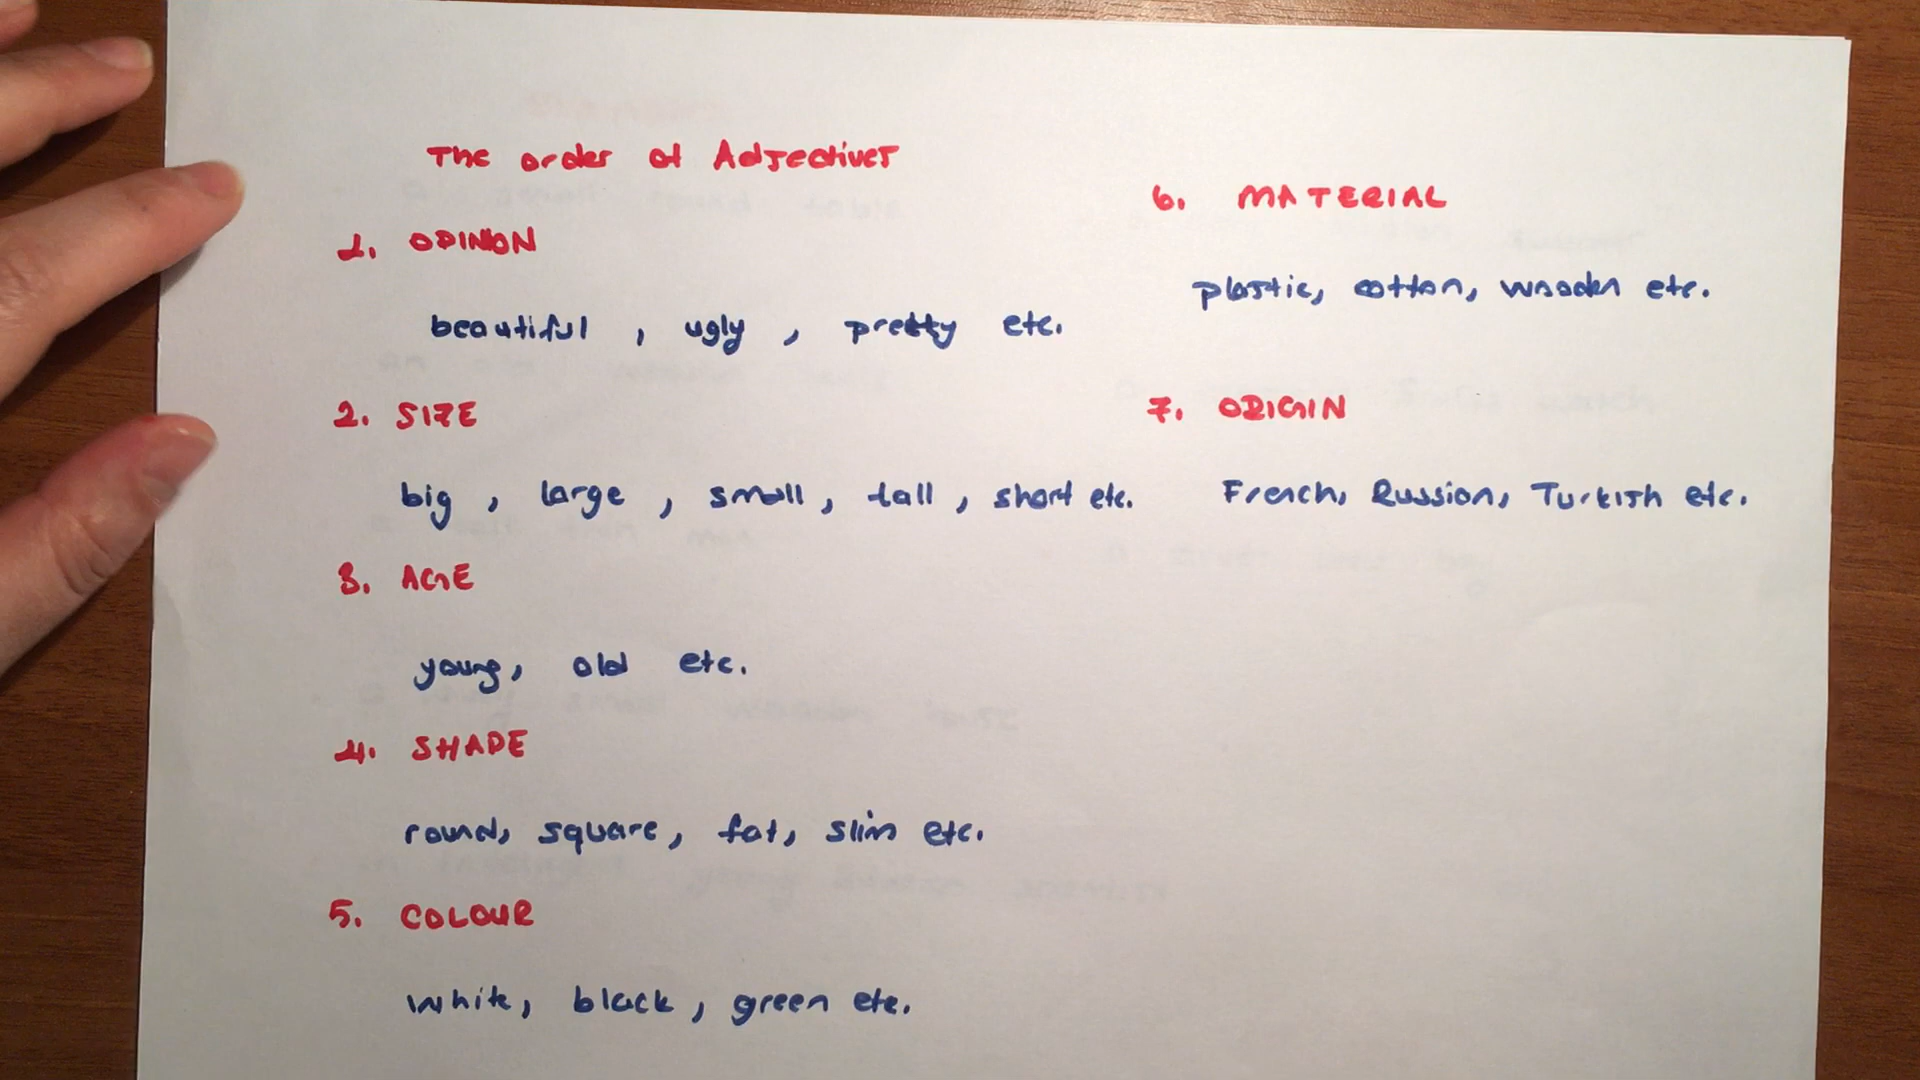 The order of Adjectives
1. OPINION
beautiful, ugly, pretty etc.
2. SIZE
big, large, small, tall, short etc.
3. AGE
young, old etc.
4. SHAPE
round, square, fat, slim etc.
5. COLOUR
white, black, green etc.
6. MATERIAL
plastic, cotton, wooden etc.
7. ORIGIN
French, Russian, Turkish etc.